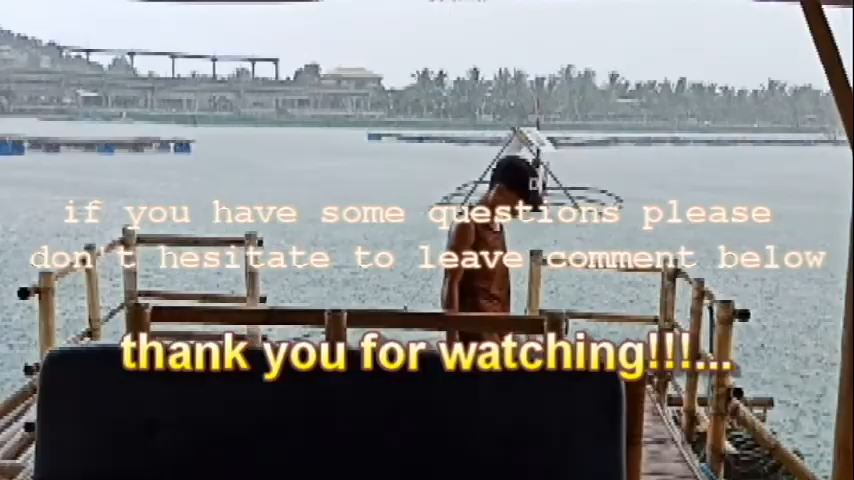 if you have some questions please
don t hesitate to leave comment below
thank you for watching!!!...